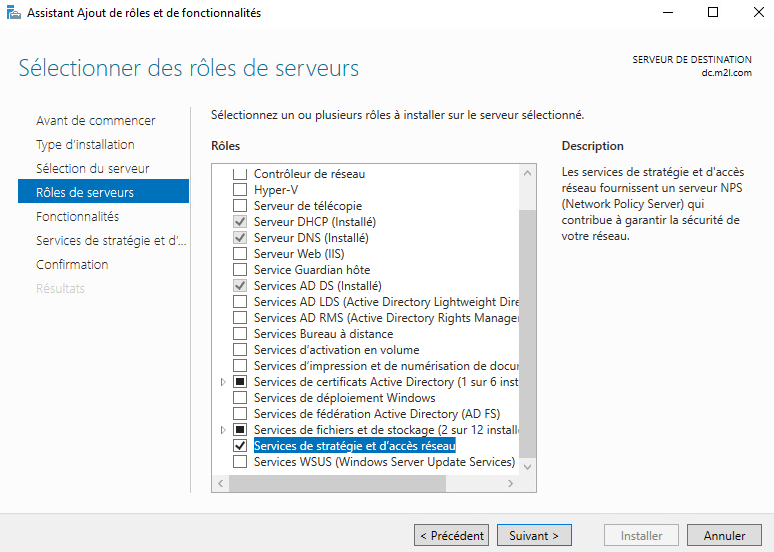 Assistant Ajout de rôles et de fonctionnalités
Sélectionner des rôles de serveurs
SERVEUR DE DESTINATION
dc.m2l.com
Avant de commencer
Type d'installation
Sélection du serveur
Rôles de serveurs
Fonctionnalités
Services de stratégie et d'...
Confirmation
Résultats
Sélectionnez un ou plusieurs rôles à installer sur le serveur sélectionné.
Rôles
Contrôleur de réseau
Hyper-V
Serveur de télécopie
Serveur DHCP (Installé)
Serveur DNS (Installé)
Serveur Web (IIS)
Service Guardian hôte
Services AD DS (Installé)
Services AD LDS (Active Directory Lightweight Dire
Services AD RMS (Active Directory Rights Manager
Services Bureau à distance
Services d'activation en volume
Services d'impression et de numérisation de docu
Services de certificats Active Directory (1 sur 6 inst
Services de déploiement Windows
Services de fédération Active Directory (AD FS)
Services de fichiers et de stockage (2 sur 12 installé
Services de stratégie et d'accès réseau
Services WSUS (Windows Server Update Services)
Description
Les services de stratégie et d'accès
réseau fournissent un serveur NPS
(Network Policy Server) qui
contribue à garantir la sécurité de
votre réseau.
< Précédent
Suivant >
Installer
Annuler